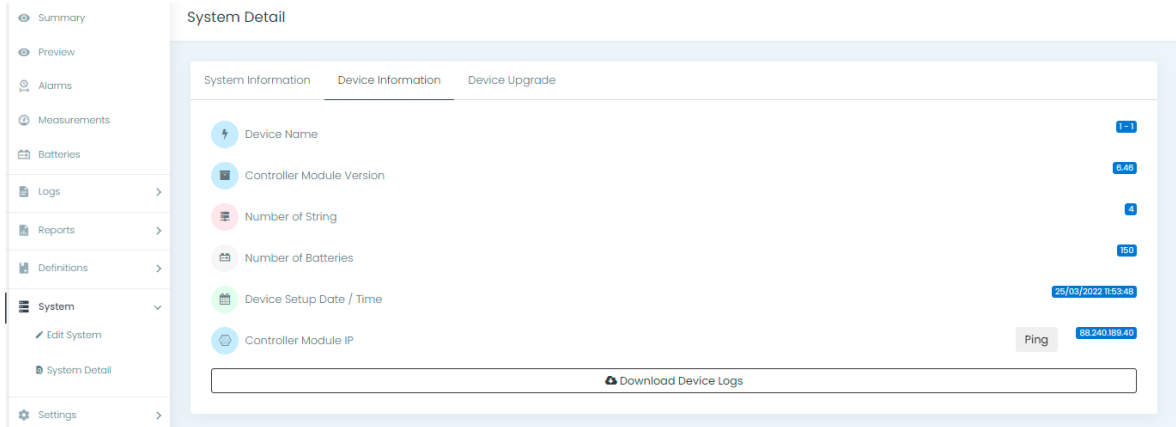 Summary
Preview
Alarms
Measurements
Batteries
Logs
Reports
Definitions
System
Edit System
System Detail
Settings
System Detail
System Information Device Information Device Upgrade
Device Name 1 - 1
Controller Module Version 6.46
Number of String 4
Number of Batteries 150
Device Setup Date / Time 25/03/2022 11:53:48
Controller Module IP Ping 88.240.189.40
Download Device Logs